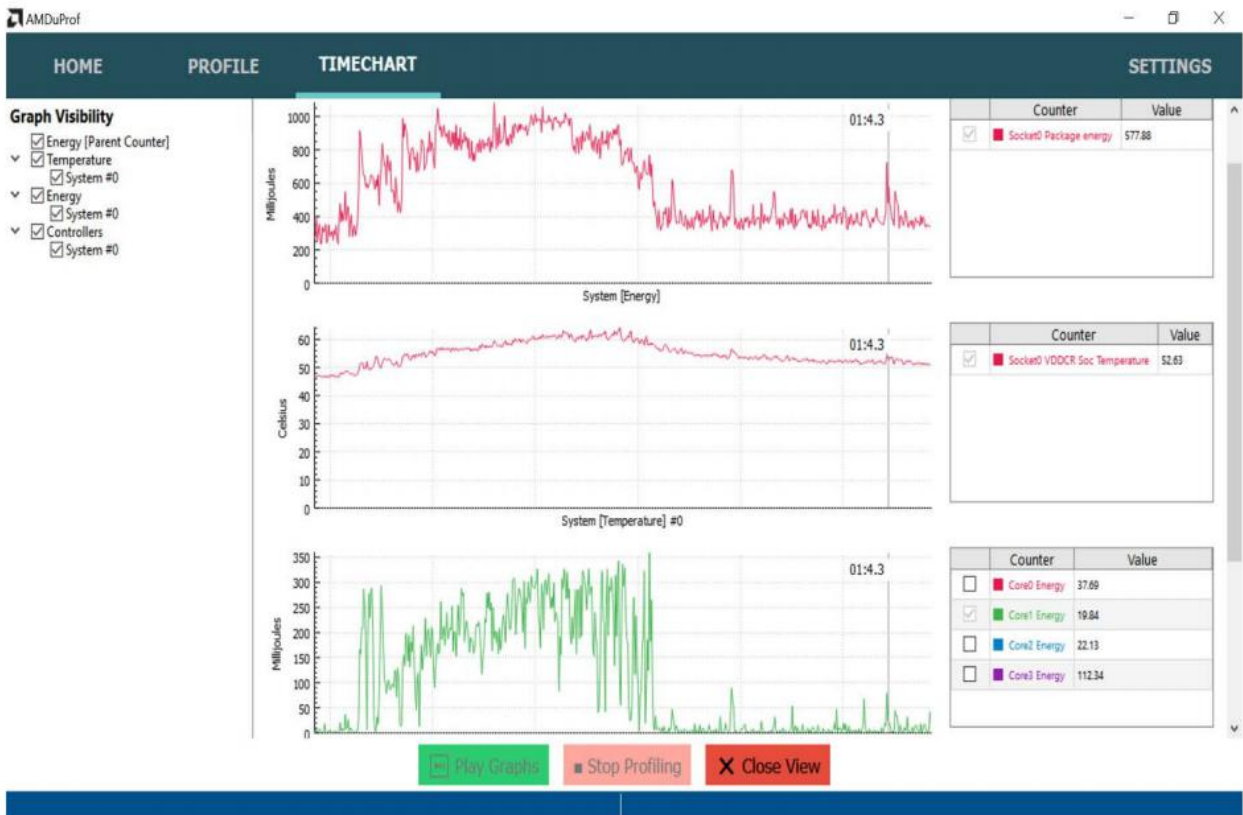 AMDuProf
HOME PROFILE TIMECHART SETTINGS
Graph Visibility
Energy [Parent Counter]
Temperature
System #0
Energy
System #0
Controllers
System #0
Millijoules
1000
800
600
400
200
0
01:4.3
System [Energy]
Counter Value
Socket0 Package energy 577.88
Celsius
60
50
40
30
20
10
0
01:4.3
System [Temperature] #0
Counter Value
Socket0 VDDCR Soc Temperature 52.63
Millijoules
350
300
250
200
150
100
50
0
01:4.3
Counter Value
Core0 Energy 37.69
Core1 Energy 19.84
Core2 Energy 22.13
Core3 Energy 112.34
Play Graphs Stop Profiling X Close View